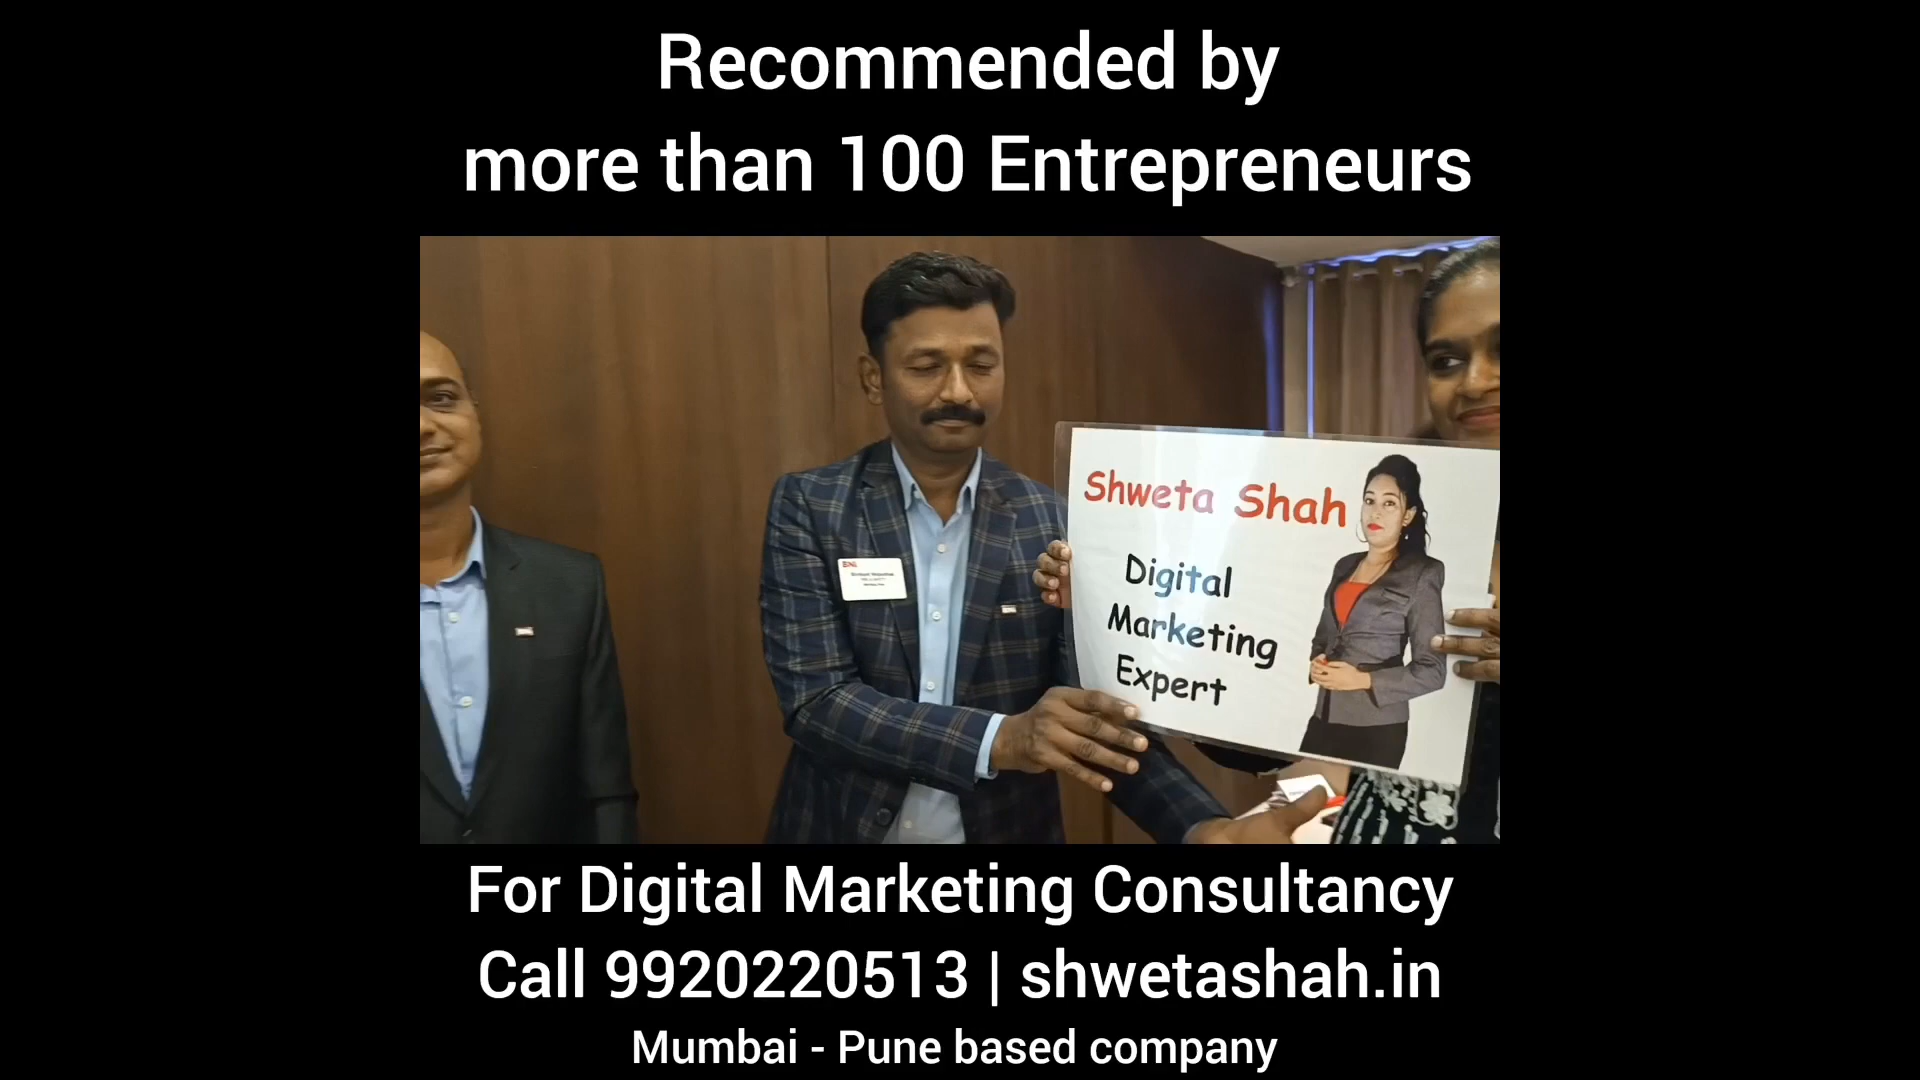 Recommended by
more than 100 Entrepreneurs
BNI
Shweta Shah
Digital
Marketing
Expert
For Digital Marketing Consultancy
Call 9920220513 | shwetashah.in
Mumbai - Pune based company